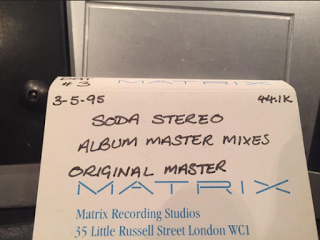 MATRIX
#3
3-5-95 44.1K
SODA STEREO
ALBUM MASTER MIXES
ORIGINAL MASTER
MATRIX
Matrix Recording Studios
35 Little Russell Street London WC1